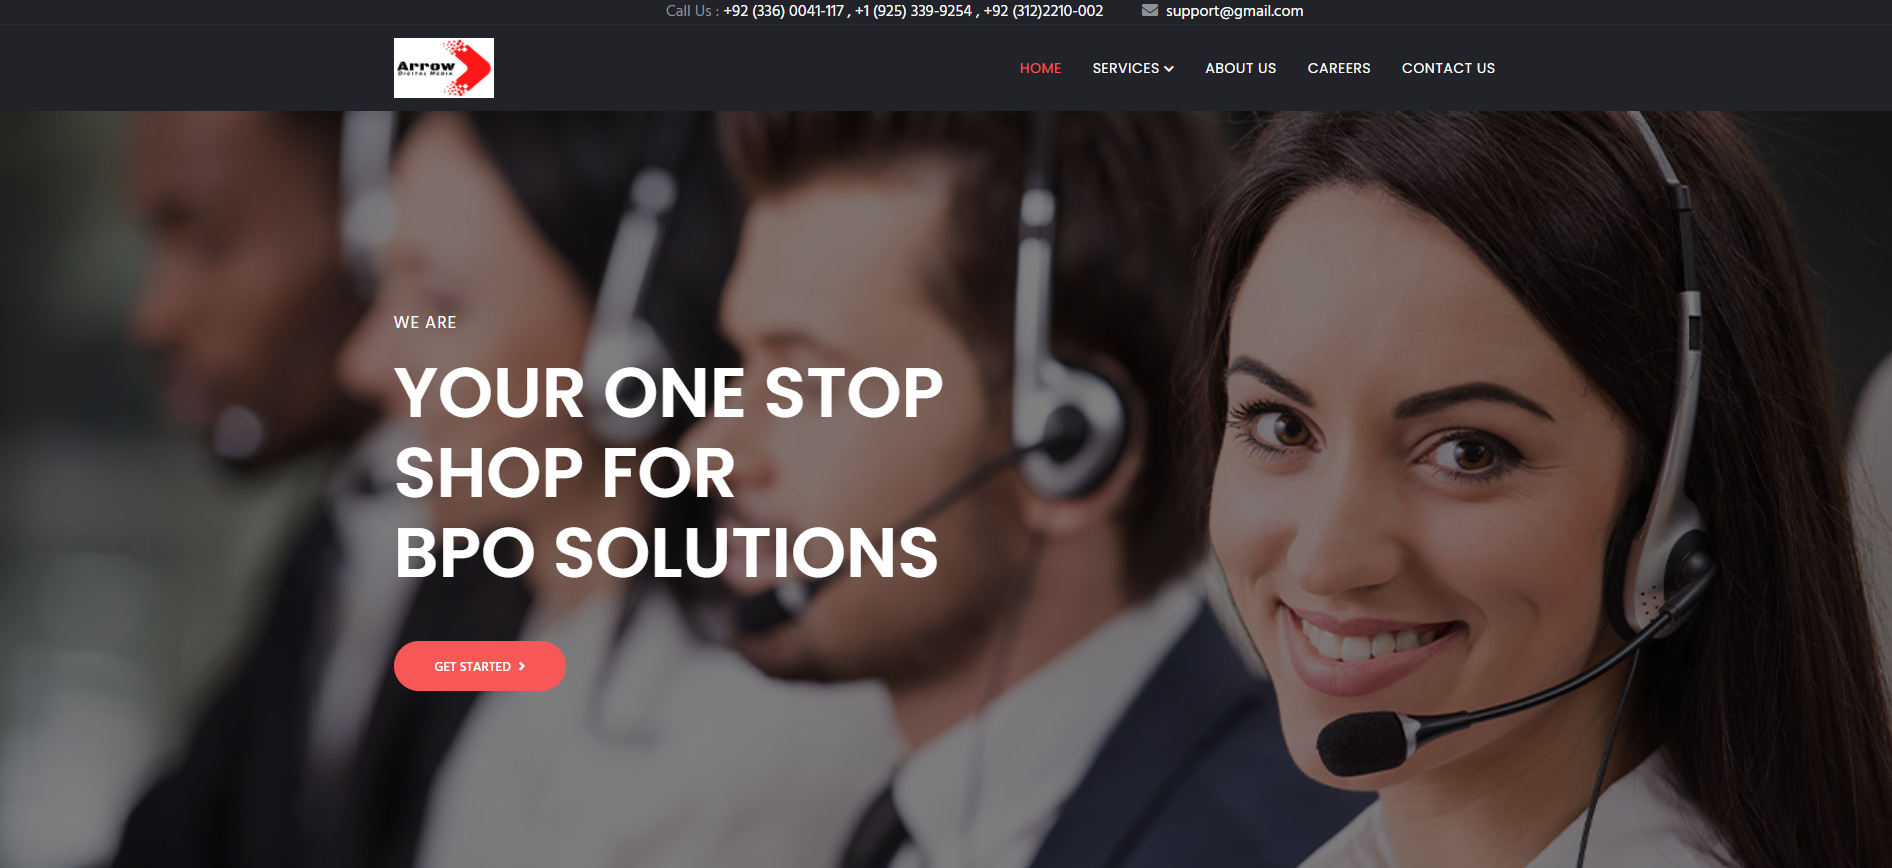 Call Us : +92 (336) 0041-117 , +1 (925) 339-9254 , +92 (312)2210-002 support@gmail.com
Arrow
DIGITAL MEDIA
HOME SERVICES ABOUT US CAREERS CONTACT US
WE ARE
YOUR ONE STOP
SHOP FOR
BPO SOLUTIONS
GET STARTED